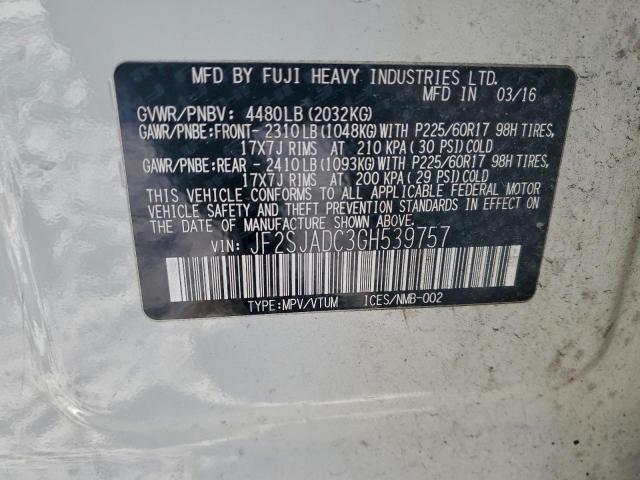 MFD BY FUJI HEAVY INDUSTRIES LTD.
MFD IN 03/16
GVWR/PNBV: 4480LB (2032KG)
GAWR/PNBE:FRONT- 2310LB (1048KG) WITH P225/60R17 98H TIRES,
17X7J RIMS AT 210 KPA ( 30 PSI) COLD
GAWR/PNBE:REAR - 2410LB (1093KG) WITH P225/60R17 98H TIRES,
17X7J RIMS AT 200 KPA ( 29 PSI) COLD
THIS VEHICLE CONFORMS TO ALL APPLICABLE FEDERAL MOTOR
VEHICLE SAFETY AND THEFT PREVENTION STANDARDS IN EFFECT
ON THE DATE OF MANUFACTURE SHOWN ABOVE.
VIN: JF2SJADC3GH539757
TYPE:MPV/VTUM ICES/NMB-002